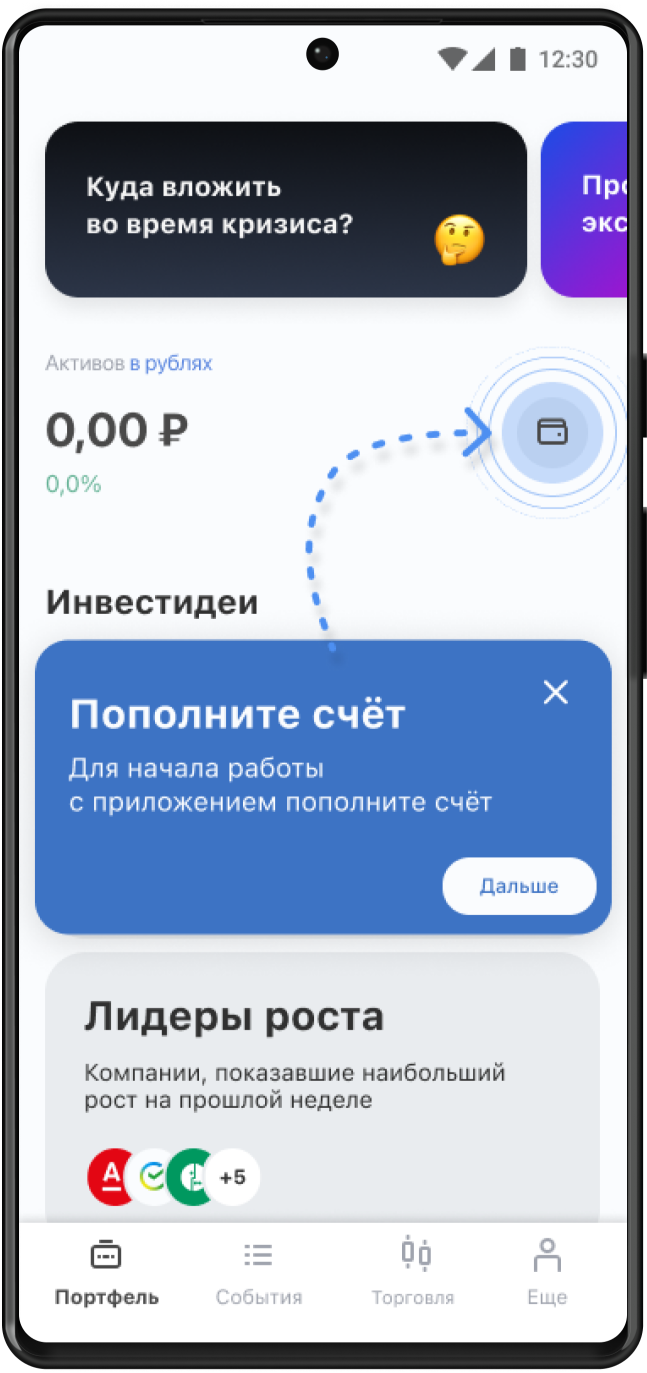 12:30
Куда вложить
во время кризиса?
Про
экс
Активов в рублях
0,00 ₽
0,0%
Инвестидеи
Пополните счёт
Для начала работы
с приложением пополните счёт
Дальше
Лидеры роста
Компании, показавшие наибольший
рост на прошлой неделе
А
+5
Портфель
События
Торговля
Еще